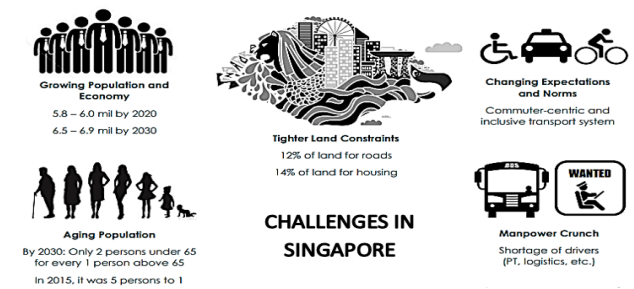 Growing Population and
Economy
5.8 – 6.0 mil by 2020
6.5 – 6.9 mil by 2030
Tighter Land Constraints
12% of land for roads
14% of land for housing
Changing Expectations
and Norms
Commuter-centric and
inclusive transport system
Aging Population
By 2030: Only 2 persons under 65
for every 1 person above 65
In 2015, it was 5 persons to 1
CHALLENGES IN
SINGAPORE
BUS
WANTED
Manpower Crunch
Shortage of drivers
(PT, logistics, etc.)